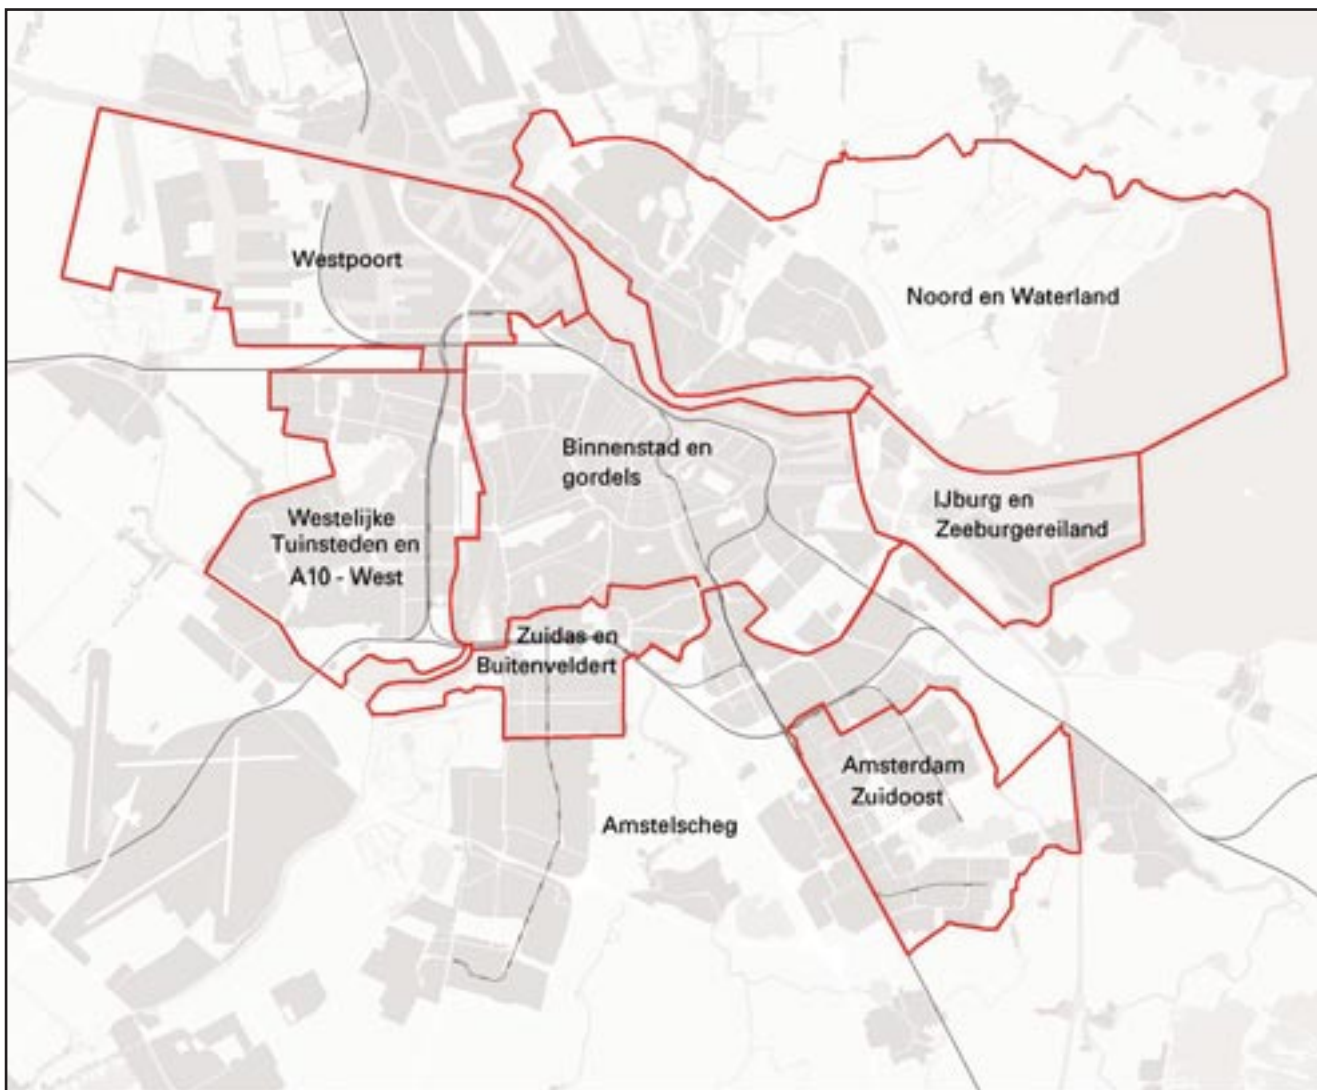 Westpoort
Noord en Waterland
Binnenstad en
gordels
IJburg en
Zeeburgereiland
Westelijke
Tuinsteden en
A10 - West
Zuidas en
Buitenveldert
Amsterdam
Zuidoost
Amstelscheg